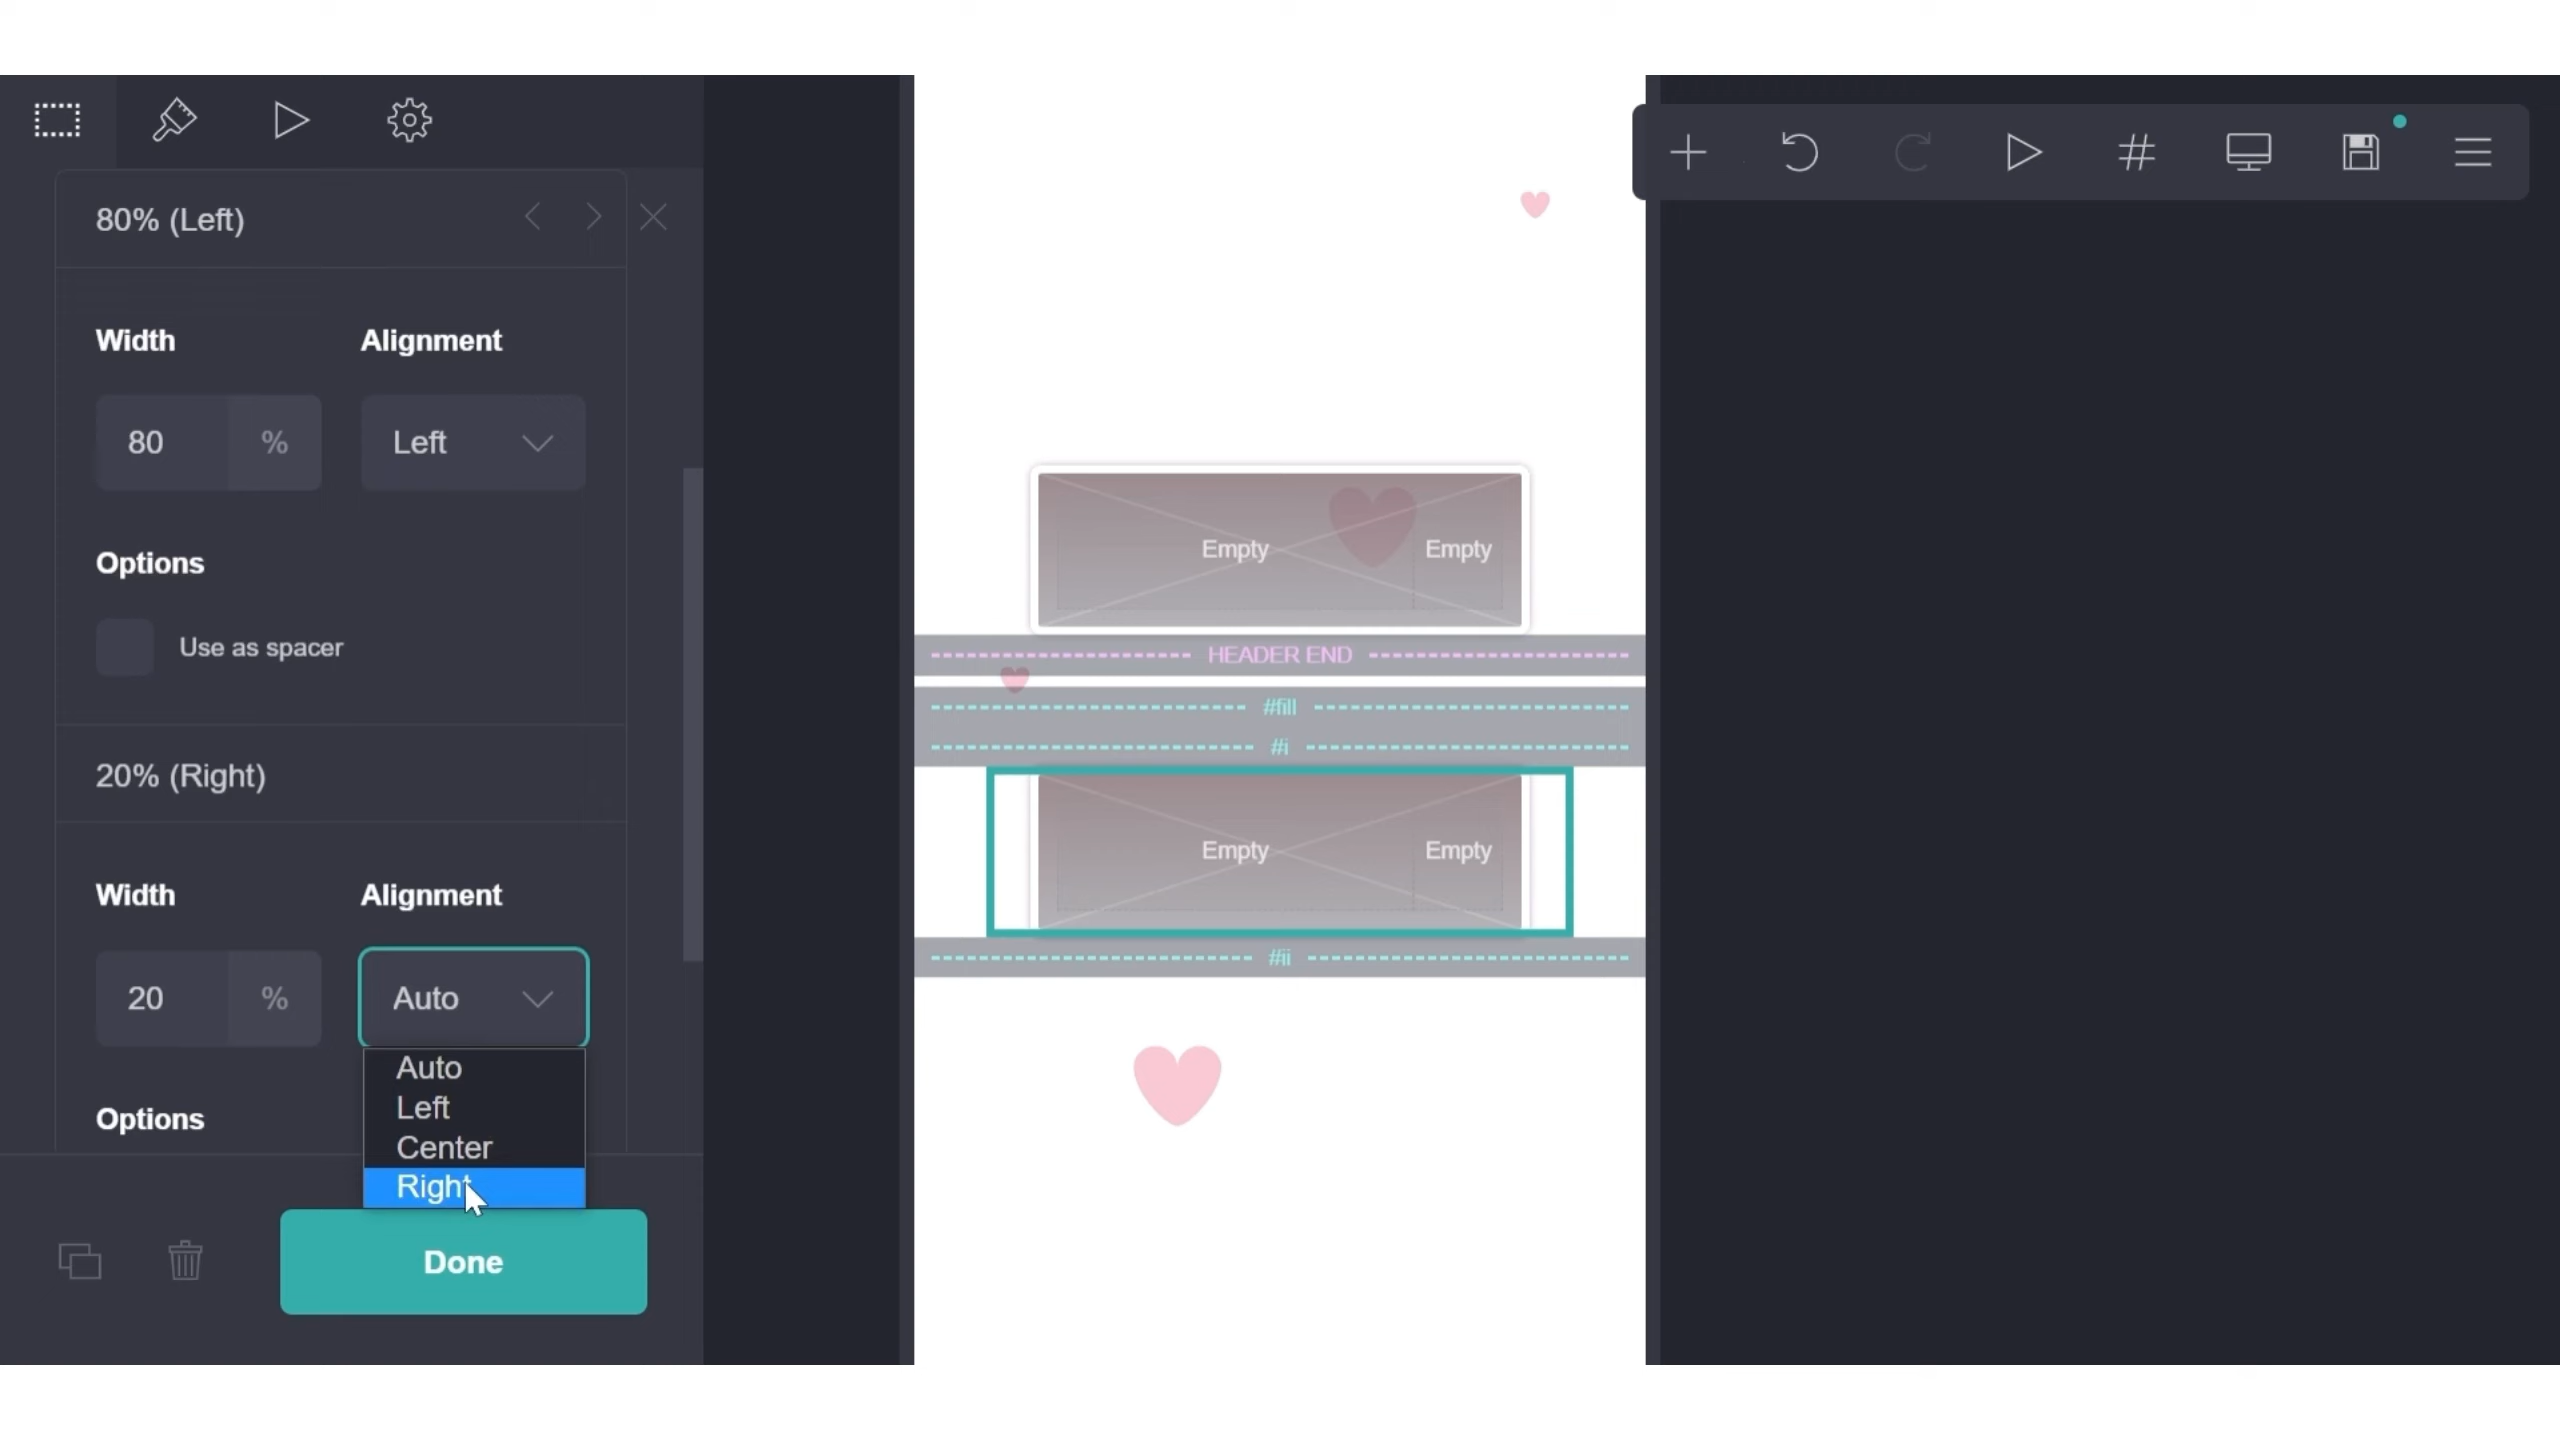 80% (Left)
Width
Alignment
80 %
Left
Options
Use as spacer
20% (Right)
Width
Alignment
20 %
Auto
Auto
Left
Center
Right
Options
Done
Empty
Empty
HEADER END
#fill
#i
Empty
Empty
#ii